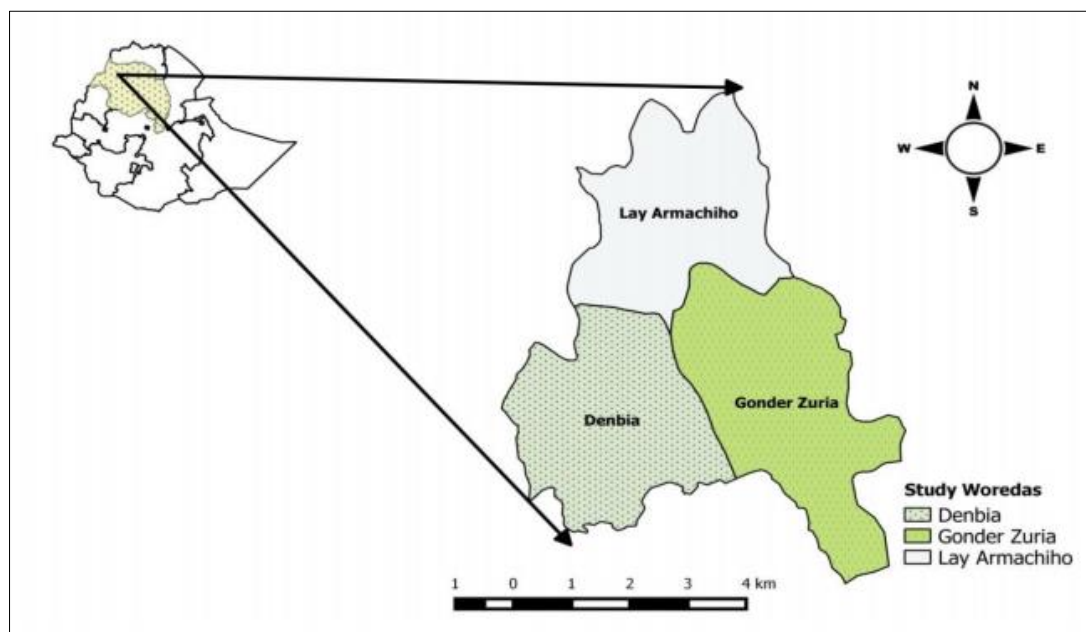 N
W E
S
Lay Armachiho
Gonder Zuria
Denbia
Study Woredas
Denbia
Gonder Zuria
Lay Armachiho
1 0 1 2 3 4 km